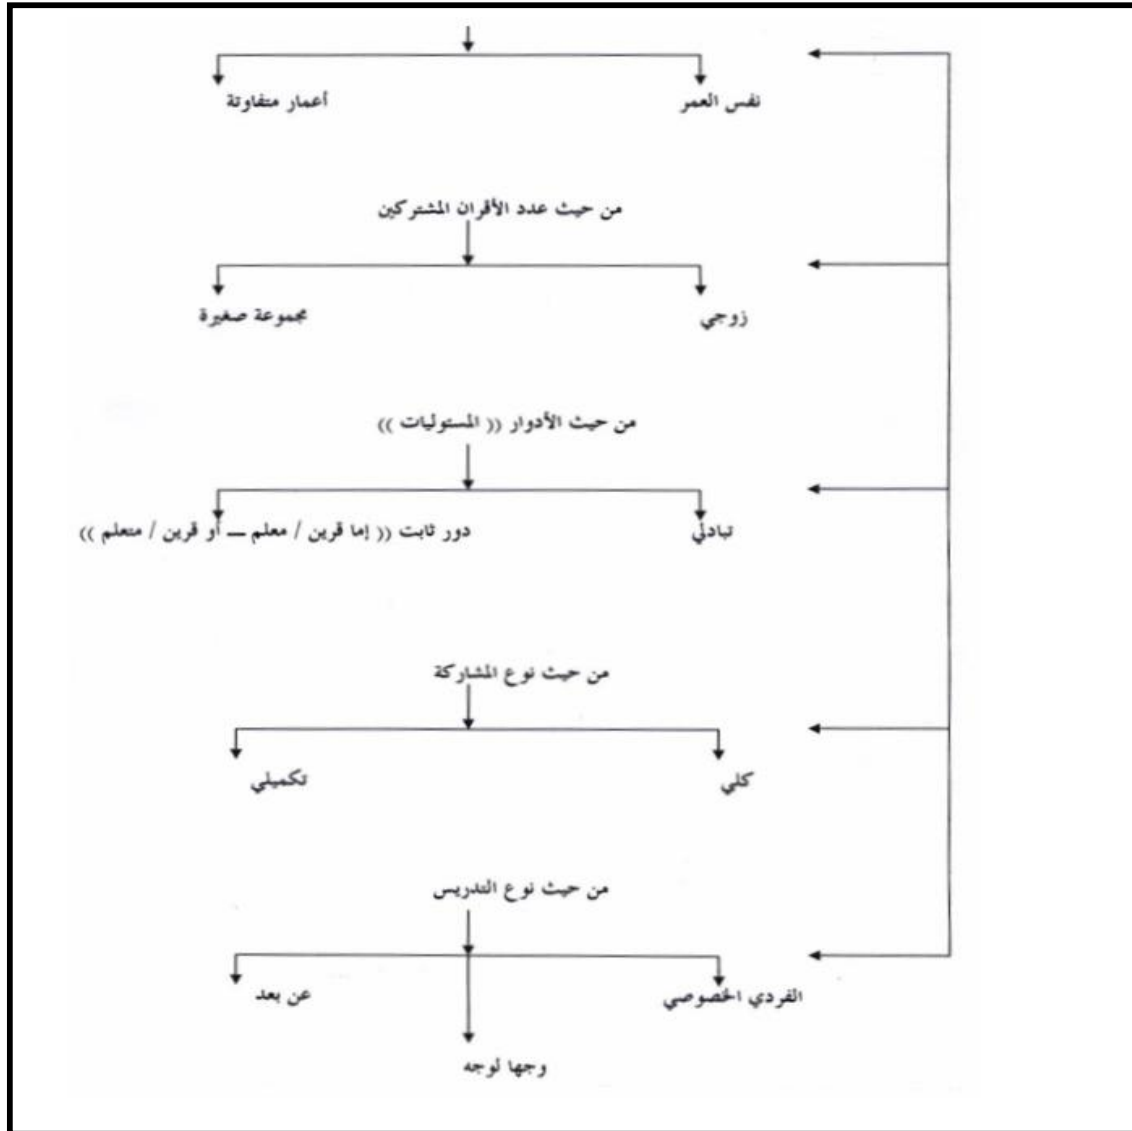 نفس العمر
أعمار متفاوتة
من حيث عدد الأقران المشتركين
زوجي
مجموعة صغيرة
من حيث الأدوار (( المسئوليات ))
تبادلي
دور ثابت (( إما قرين / معلم ــ أو قرين / متعلم ))
من حيث نوع المشاركة
كلي
تكميلي
من حيث نوع التدريس
الفردي الخصوصي
عن بعد
وجها لوجه